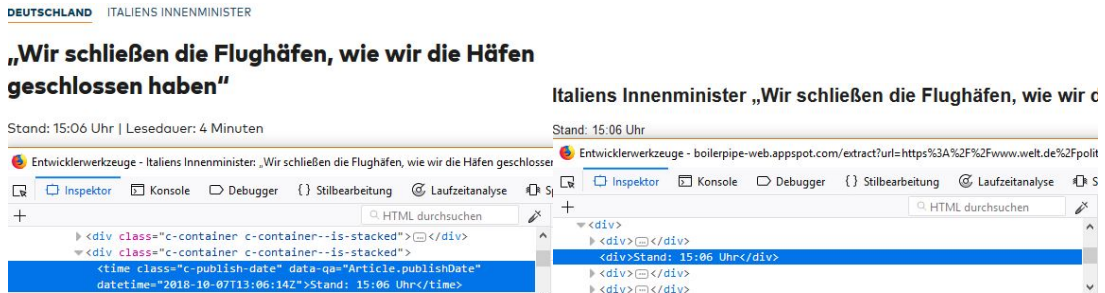 DEUTSCHLAND ITALIENS INNENMINISTER
„Wir schließen die Flughäfen, wie wir die Häfen
geschlossen haben“
Stand: 15:06 Uhr | Lesedauer: 4 Minuten
Entwicklerwerkzeuge - Italiens Innenminister: „Wir schließen die Flughäfen, wie wir die Häfen geschlosser
Inspektor Konsole Debugger {} Stilbearbeitung Laufzeitanalyse
+ HTML durchsuchen
<div class="c-container c-container--is-stacked"></div>
<div class="c-container c-container--is-stacked">
<time class="c-publish-date" data-qa="Article.publishDate"
datetime="2018-10-07T13:06:14Z">Stand: 15:06 Uhr</time>
Italiens Innenminister „Wir schließen die Flughäfen, wie wir d
Stand: 15:06 Uhr
Entwicklerwerkzeuge - boilerpipe-web.appspot.com/extract?url=https%3A%2F%2Fwww.welt.de%2Fpolit
Inspektor Konsole Debugger {} Stilbearbeitung Laufzeitanalyse S
+ HTML durchsuchen
<div>
<div></div>
<div>Stand: 15:06 Uhr</div>
<div></div>
<div></div>